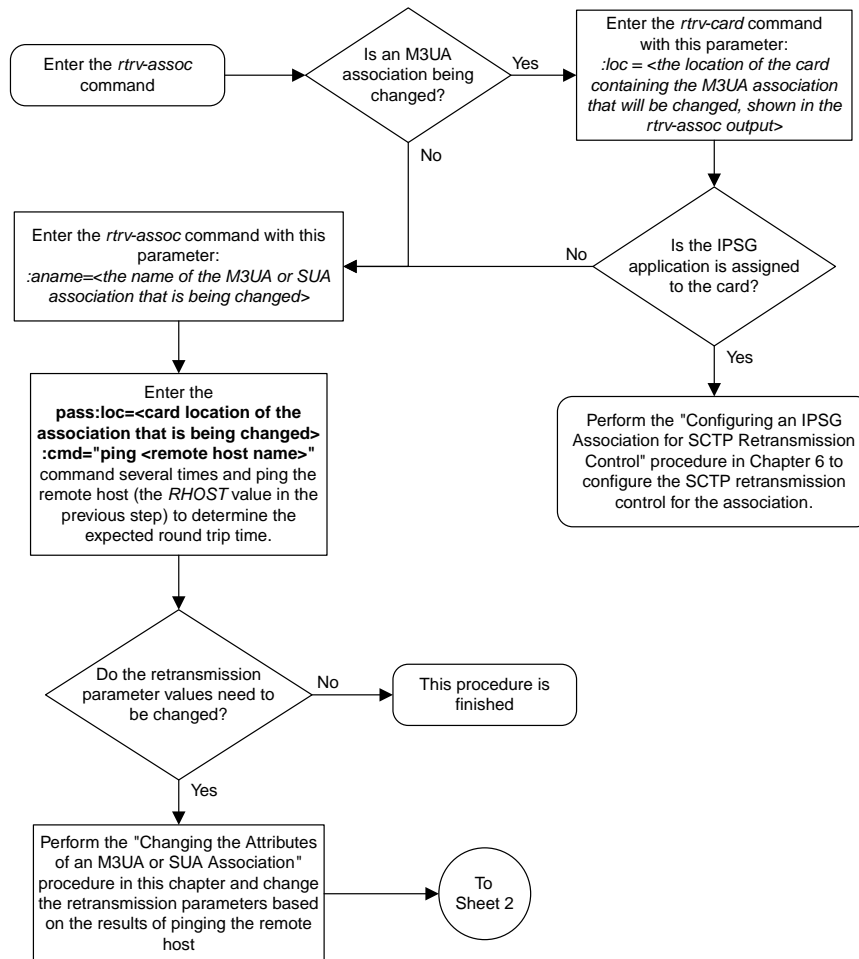 Enter the rtrv-assoc
command
Is an M3UA
association being
changed?
Yes
Enter the rtrv-card command
with this parameter:
:loc = <the location of the card
containing the M3UA association
that will be changed, shown in the
rtrv-assoc output>
No
Is the IPSG
application is assigned
to the card?
No
Yes
Enter the rtrv-assoc command with this
parameter:
:aname=<the name of the M3UA or SUA
association that is being changed>
Perform the "Configuring an IPSG
Association for SCTP Retransmission
Control" procedure in Chapter 6 to
configure the SCTP retransmission
control for the association.
Enter the
pass:loc=<card location of the
association that is being changed>
:cmd="ping <remote host name>"
command several times and ping the
remote host (the RHOST value in the
previous step) to determine the
expected round trip time.
Do the retransmission
parameter values need to
be changed?
No
This procedure is
finished
Yes
Perform the "Changing the Attributes
of an M3UA or SUA Association"
procedure in this chapter and change
the retransmission parameters based
on the results of pinging the remote
host
To
Sheet 2